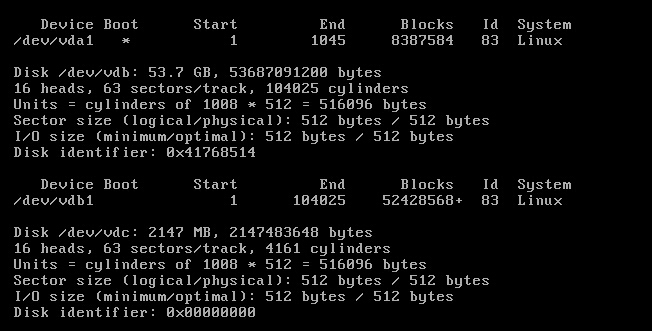 Device Boot Start End Blocks Id System
/dev/vda1 * 1 1045 8387584 83 Linux
Disk /dev/vdb: 53.7 GB, 53687091200 bytes
16 heads, 63 sectors/track, 104025 cylinders
Units = cylinders of 1008 * 512 = 516096 bytes
Sector size (logical/physical): 512 bytes / 512 bytes
I/O size (minimum/optimal): 512 bytes / 512 bytes
Disk identifier: 0x41768514
Device Boot Start End Blocks Id System
/dev/vdb1 1 104025 52428568+ 83 Linux
Disk /dev/vdc: 2147 MB, 2147483648 bytes
16 heads, 63 sectors/track, 4161 cylinders
Units = cylinders of 1008 * 512 = 516096 bytes
Sector size (logical/physical): 512 bytes / 512 bytes
I/O size (minimum/optimal): 512 bytes / 512 bytes
Disk identifier: 0x00000000